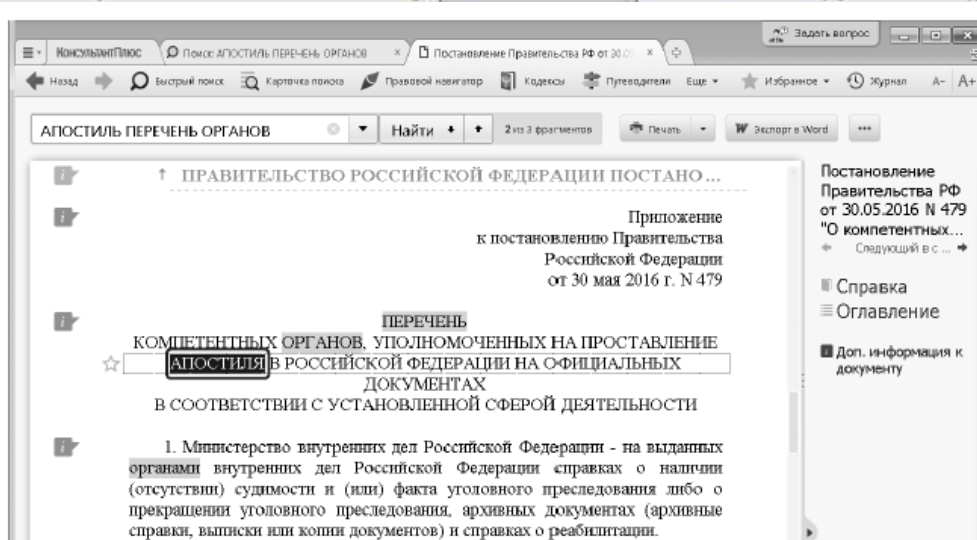 Задать вопрос
КонсультантПлюс
Поиск: АПОСТИЛЬ ПЕРЕЧЕНЬ ОРГАНОВ
Постановление Правительства РФ от 30.05
Назад
Быстрый поиск
Карточка поиска
Правовой навигатор
Кодексы
Путеводители
Еще
Избранное
Журнал
А-
А+
АПОСТИЛЬ ПЕРЕЧЕНЬ ОРГАНОВ
Найти
2 из 3 фрагментов
Печать
Экспорт в Word
ПРАВИТЕЛЬСТВО РОССИЙСКОЙ ФЕДЕРАЦИИ ПОСТАНО...
Приложение
к постановлению Правительства
Российской Федерации
от 30 мая 2016 г. N 479
ПЕРЕЧЕНЬ
КОМПЕТЕНТНЫХ ОРГАНОВ, УПОЛНОМОЧЕННЫХ НА ПРОСТАВЛЕНИЕ
АПОСТИЛЯ В РОССИЙСКОЙ ФЕДЕРАЦИИ НА ОФИЦИАЛЬНЫХ
ДОКУМЕНТАХ
В СООТВЕТСТВИИ С УСТАНОВЛЕННОЙ СФЕРОЙ ДЕЯТЕЛЬНОСТИ
1. Министерство внутренних дел Российской Федерации - на выданных
органами внутренних дел Российской Федерации справках о наличии
(отсутствии) судимости и (или) факта уголовного преследования либо о
прекращении уголовного преследования, архивных документах (архивные
справки, выписки или копии документов) и справках о реабилитации.
Постановление
Правительства РФ
от 30.05.2016 N 479
"О компетентных...
Следующий в с ...
Справка
Оглавление
Доп. информация к
документу